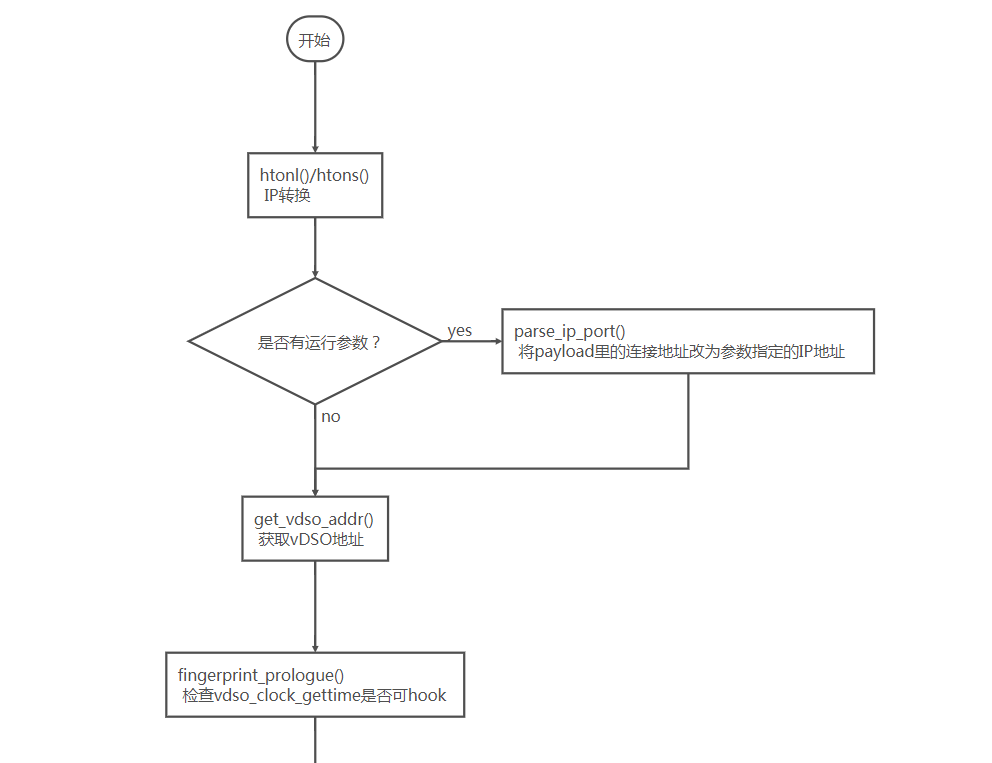 开始
htonl()/htons()
IP转换
是否有运行参数？
yes
parse_ip_port()
将payload里的连接地址改为参数指定的IP地址
no
get_vdso_addr()
获取vDSO地址
fingerprint_prologue()
检查vdso_clock_gettime是否可hook